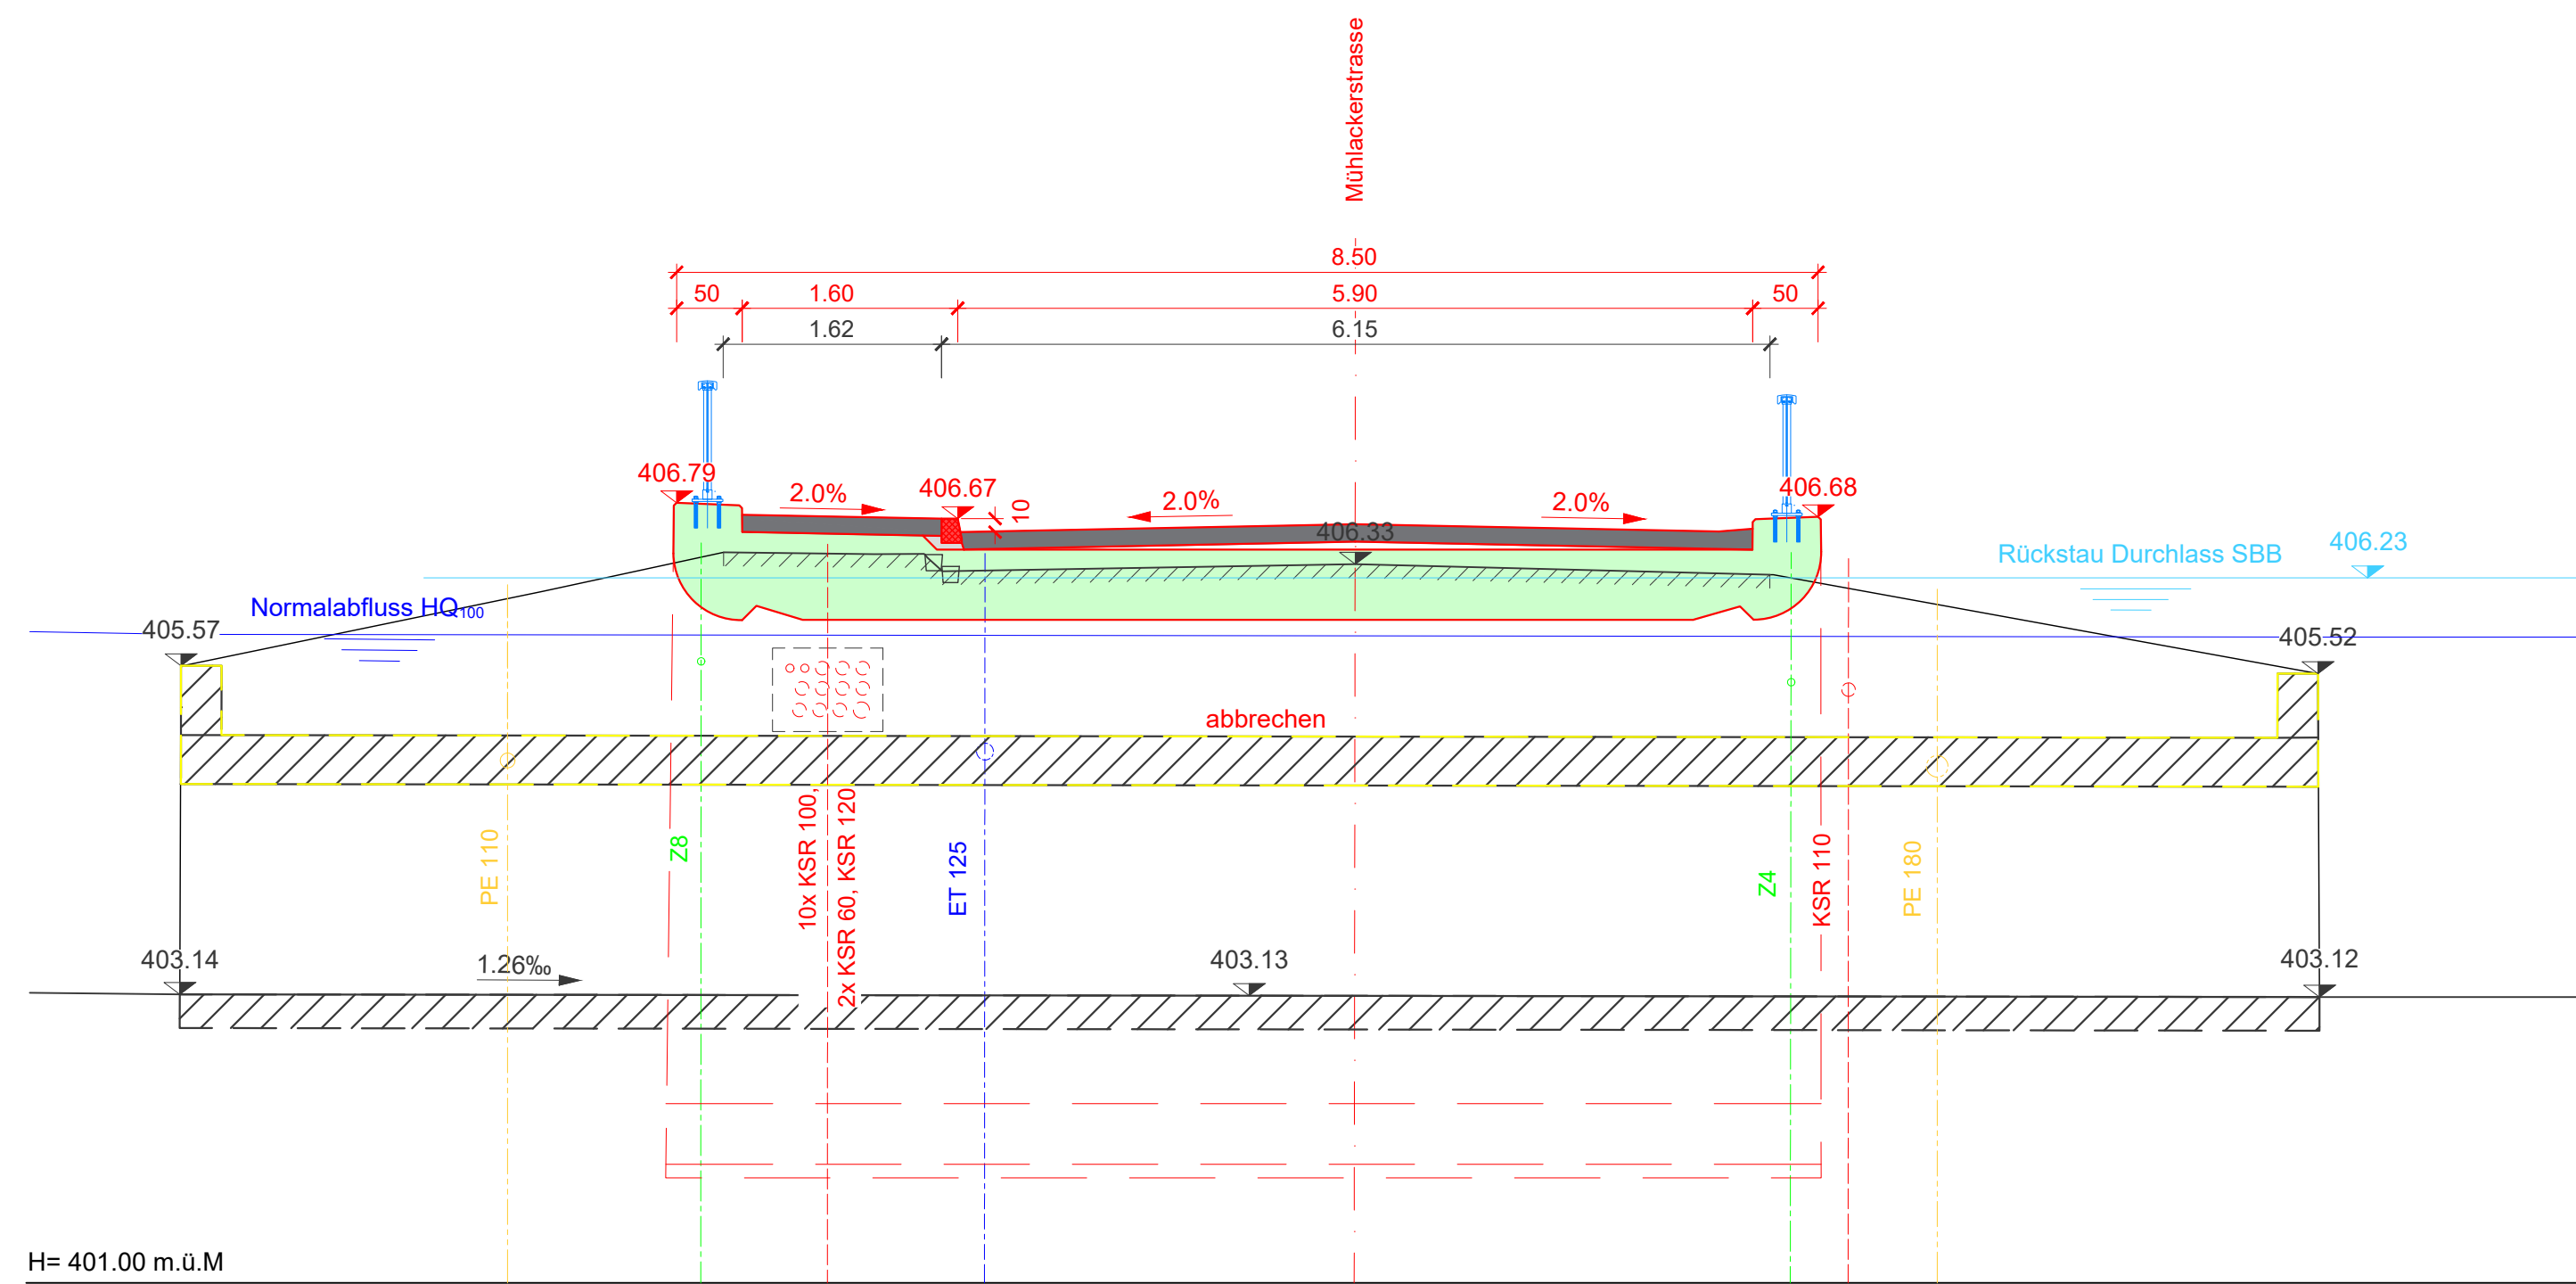 Mühlackerstrasse
8.50
50
1.60
5.90
50
1.62
6.15
406.79
2.0%
406.67
10
2.0%
2.0%
406.68
406.33
Rückstau Durchlass SBB
406.23
Normalabfluss HQ100
405.57
405.52
abbrechen
PE 110
Z8
10x KSR 100,
2x KSR 60, KSR 120
ET 125
Z4
KSR 110
PE 180
403.14
1.26‰
403.13
403.12
H= 401.00 m.ü.M